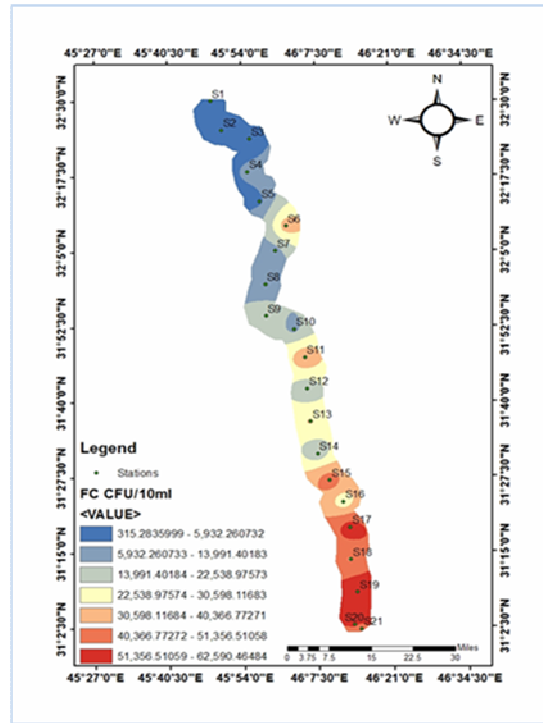 45°27'0"E 45°40'30"E 45°54'0"E 46°7'30"E 46°21'0"E 46°34'30"E
32°30'0"N 32°30'0"N
32°17'30"N 32°17'30"N
32°5'0"N 32°5'0"N
31°52'30"N 31°52'30"N
31°40'0"N 31°40'0"N
31°27'30"N 31°27'30"N
31°15'0"N 31°15'0"N
31°2'30"N 31°2'30"N
N
W E
S
S1
S2
S3
S4
S5
S6
S7
S8
S9
S10
S11
S12
S13
S14
S15
S16
S17
S18
S19
S20
S21
Legend
Stations
FC CFU/10ml
<VALUE>
315.2835999 - 5,932.260732
5,932.260733 - 13,991.40183
13,991.40184 - 22,538.97573
22,538.97574 - 30,598.11683
30,598.11684 - 40,366.77271
40,366.77272 - 51,356.51058
51,356.51059 - 62,590.46484
Miles
0 3.75 7.5 15 22.5 30
45°27'0"E 45°40'30"E 45°54'0"E 46°7'30"E 46°21'0"E 46°34'30"E